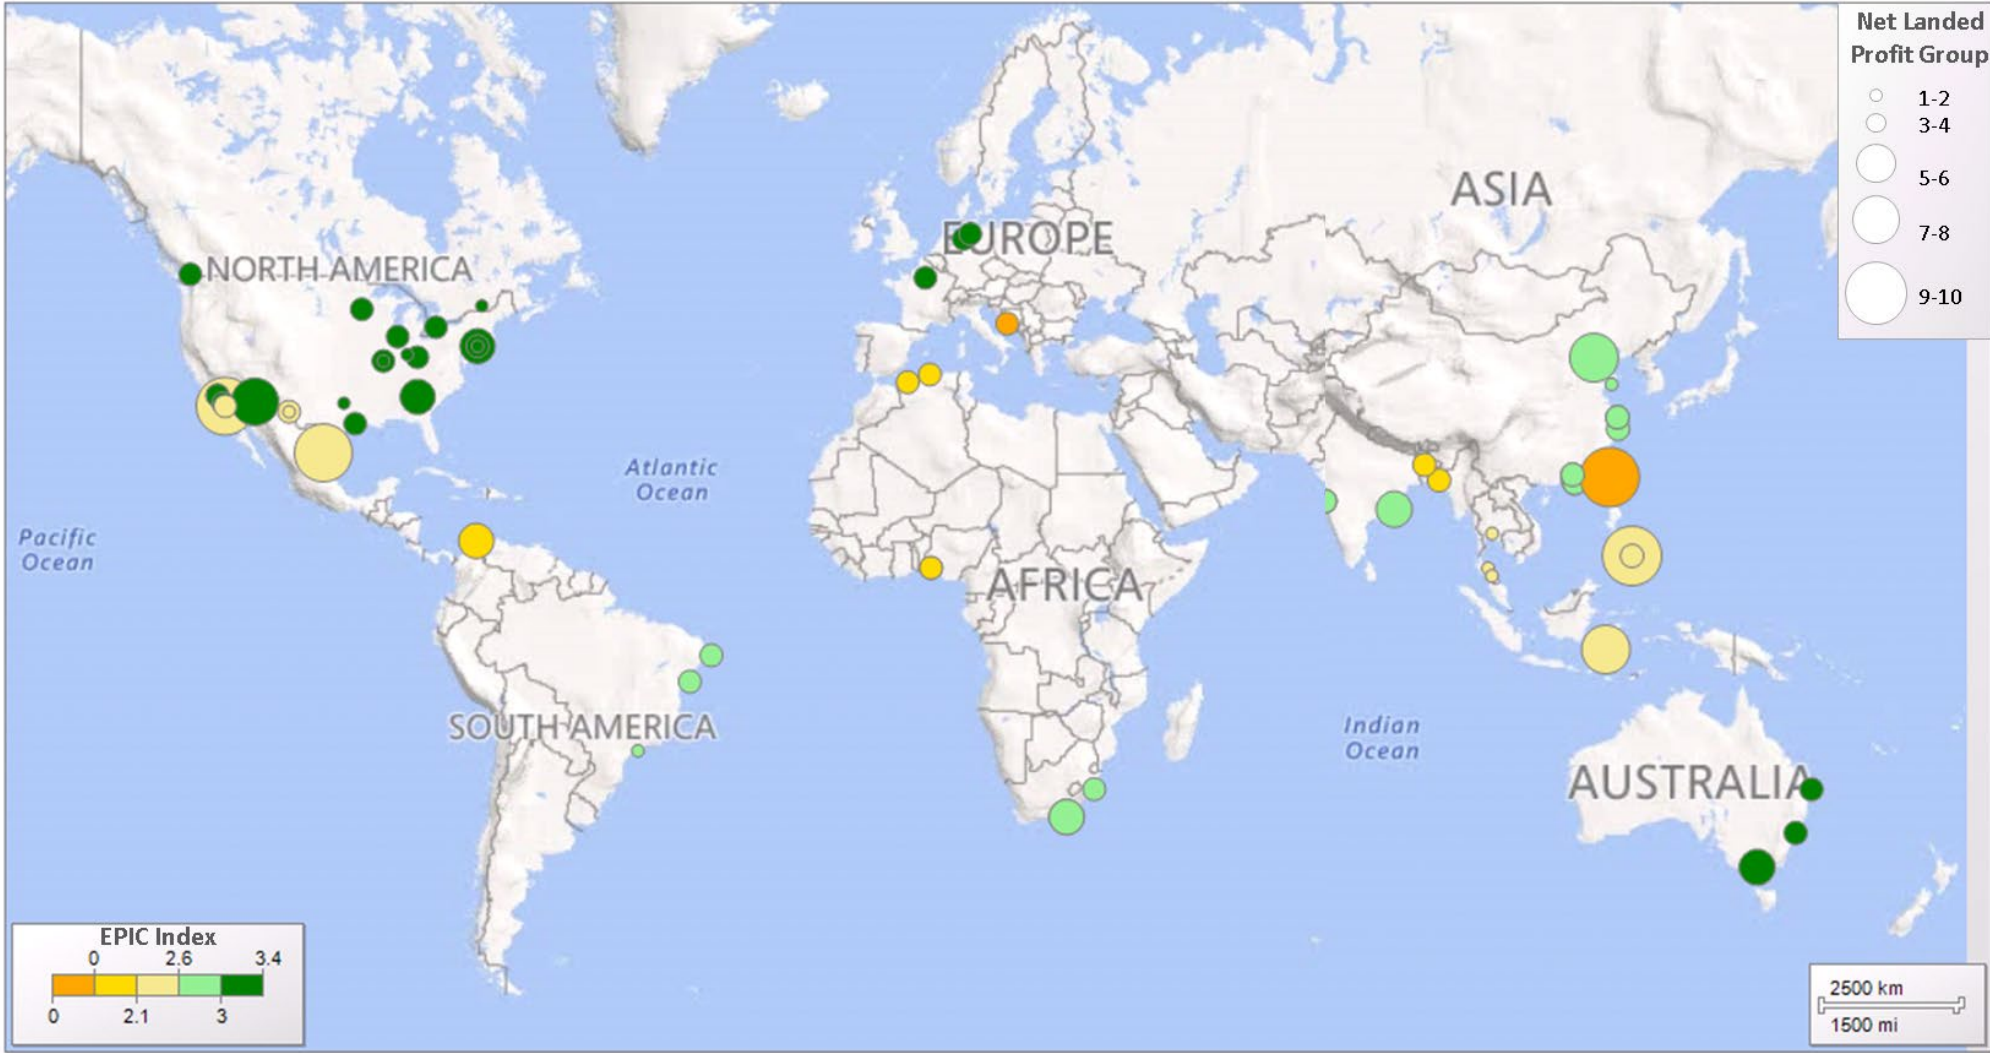 Net Landed
Profit Group
1-2
3-4
5-6
7-8
9-10
ASIA
EUROPE
NORTH AMERICA
Atlantic
Ocean
Pacific
Ocean
AFRICA
SOUTH AMERICA
Indian
Ocean
AUSTRALIA
EPIC Index
0 2.6 3.4
0 2.1 3
2500 km
1500 mi